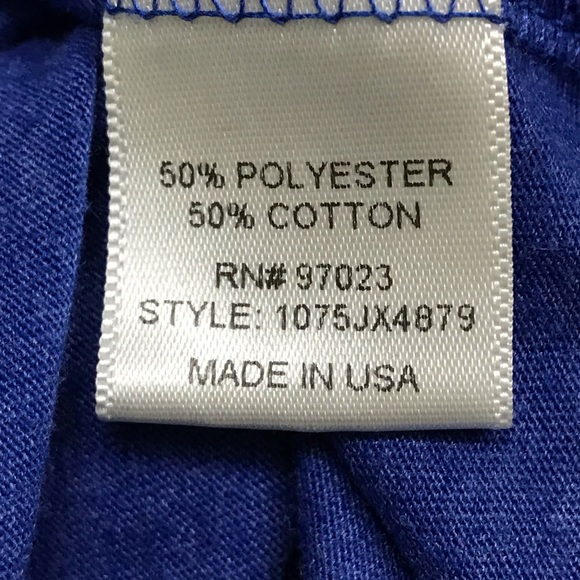 50% POLYESTER
50% COTTON
RN# 97023
STYLE: 1075JX4879
MADE IN USA